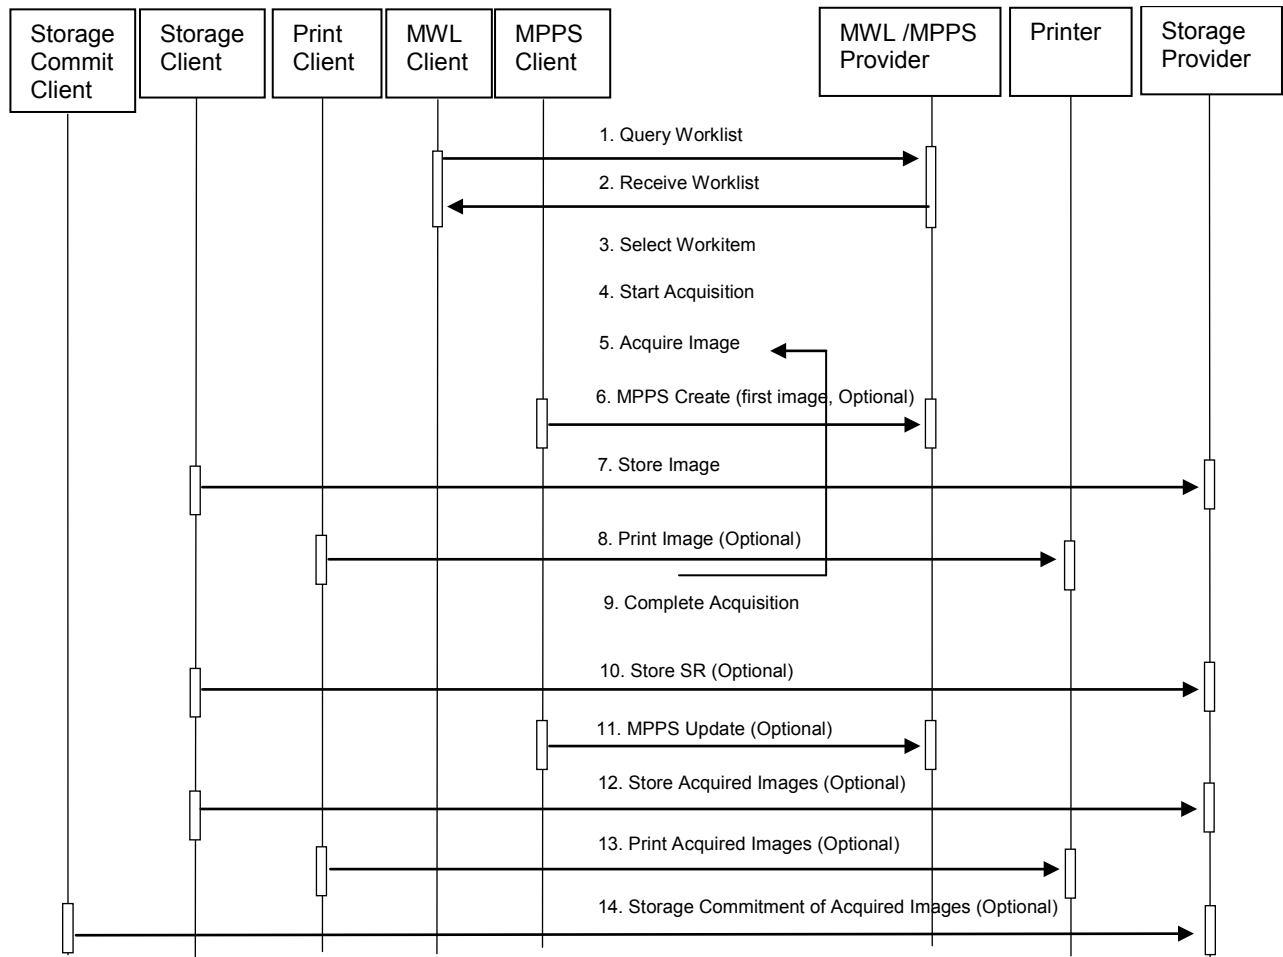 Storage
Commit
Client
Storage
Client
Print
Client
MWL
Client
MPPS
Client
MWL /MPPS
Provider
Printer
Storage
Provider
1. Query Worklist
2. Receive Worklist
3. Select Workitem
4. Start Acquisition
5. Acquire Image
6. MPPS Create (first image, Optional)
7. Store Image
8. Print Image (Optional)
9. Complete Acquisition
10. Store SR (Optional)
11. MPPS Update (Optional)
12. Store Acquired Images (Optional)
13. Print Acquired Images (Optional)
14. Storage Commitment of Acquired Images (Optional)